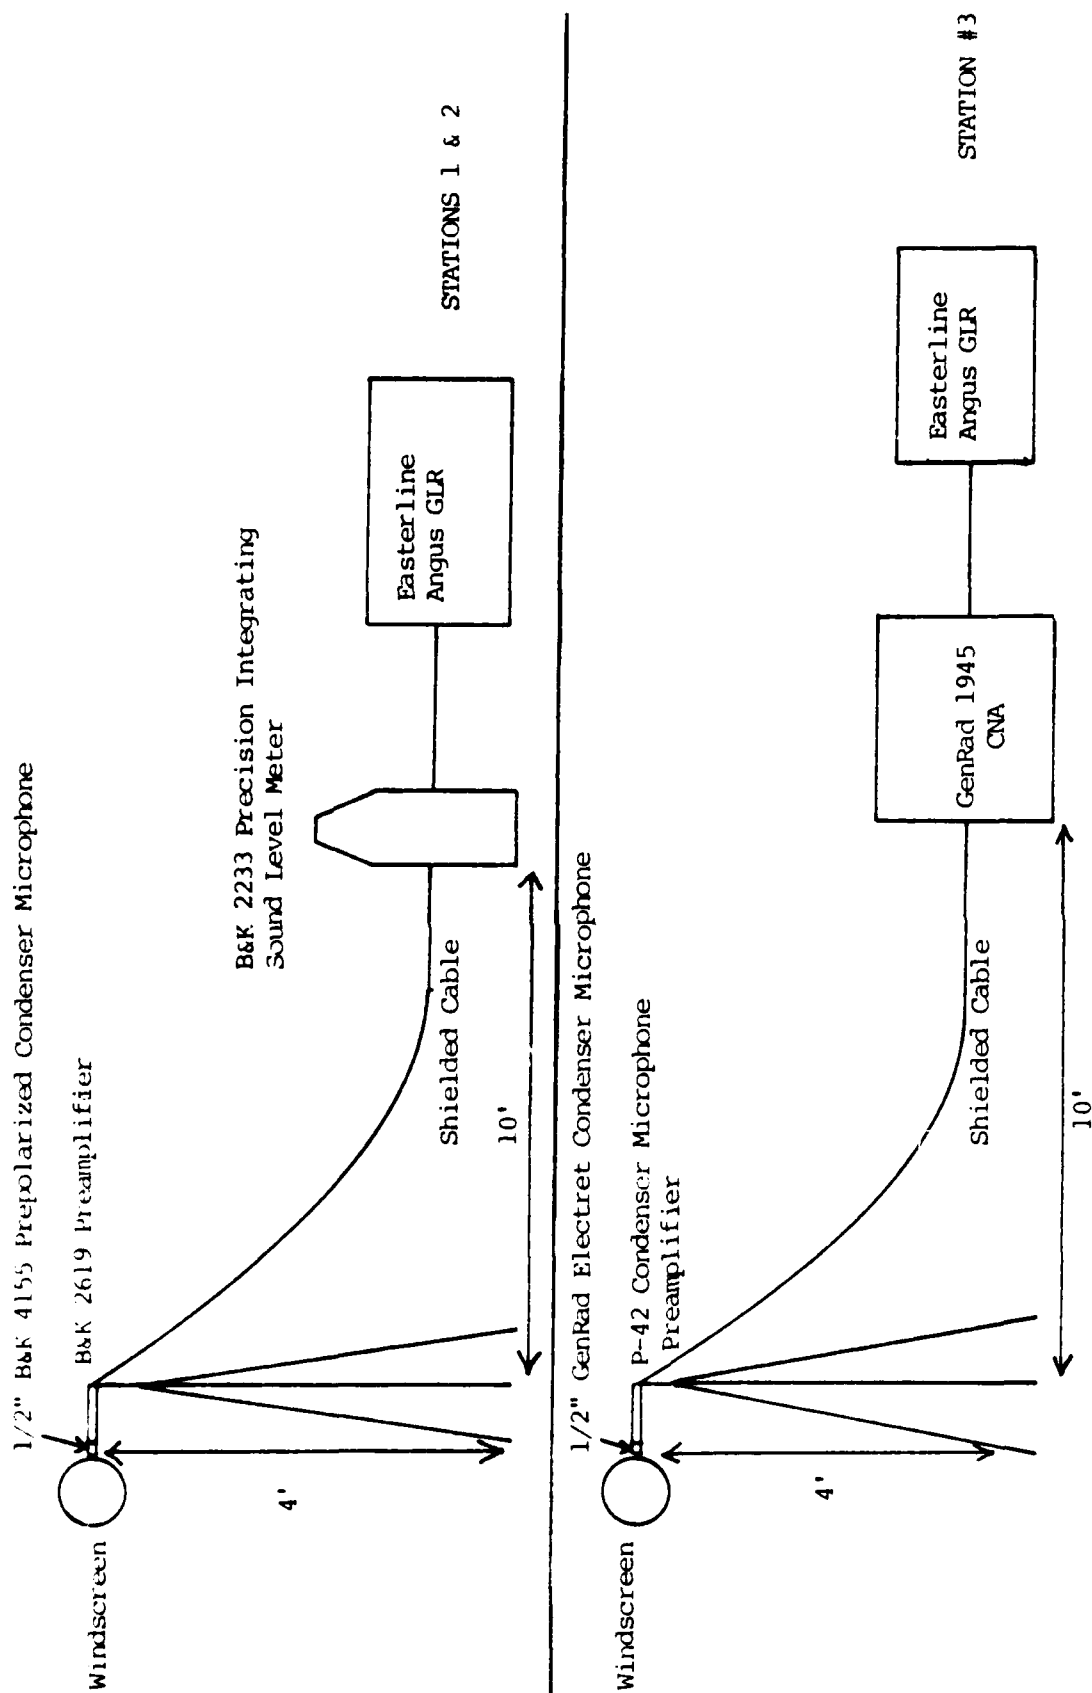 1/2" B&K 4155 Prepolarized Condenser Microphone
B&K 2619 Preamplifier
Windscreen
4'
B&K 2233 Precision Integrating
Sound Level Meter
Shielded Cable
10'
Easterline
Angus GLR
STATIONS 1 & 2
1/2" GenRad Electret Condenser Microphone
P-42 Condenser Microphone
Preamplifier
Windscreen
4'
Shielded Cable
10'
GenRad 1945
CNA
Easterline
Angus GLR
STATION #3